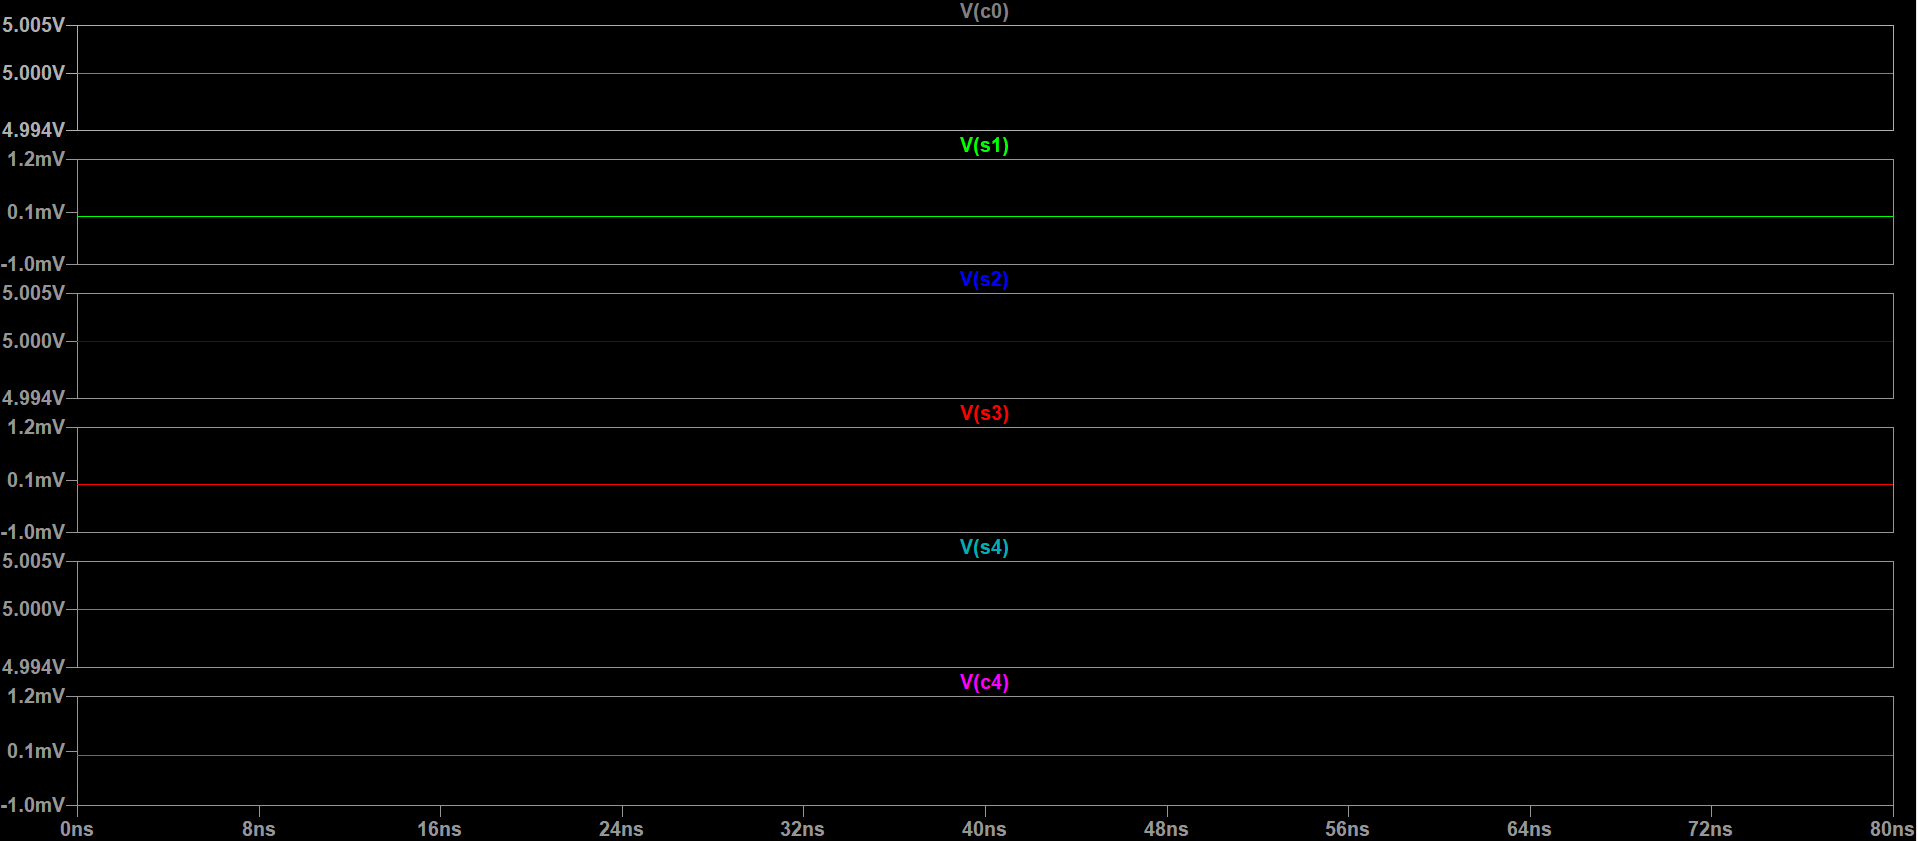 V(c0)
5.005V
5.000V
4.994V
V(s1)
1.2mV
0.1mV
-1.0mV
V(s2)
5.005V
5.000V
4.994V
V(s3)
1.2mV
0.1mV
-1.0mV
V(s4)
5.005V
5.000V
4.994V
V(c4)
1.2mV
0.1mV
-1.0mV
0ns 8ns 16ns 24ns 32ns 40ns 48ns 56ns 64ns 72ns 80ns